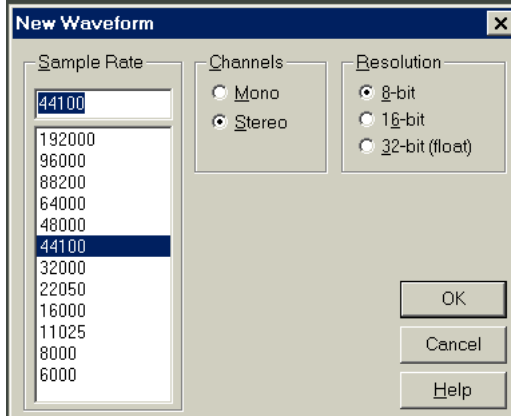 New Waveform
Sample Rate
44100
192000
96000
88200
64000
48000
44100
32000
22050
16000
11025
8000
6000
Channels
Mono
Stereo
Resolution
8-bit
16-bit
32-bit (float)
OK
Cancel
Help